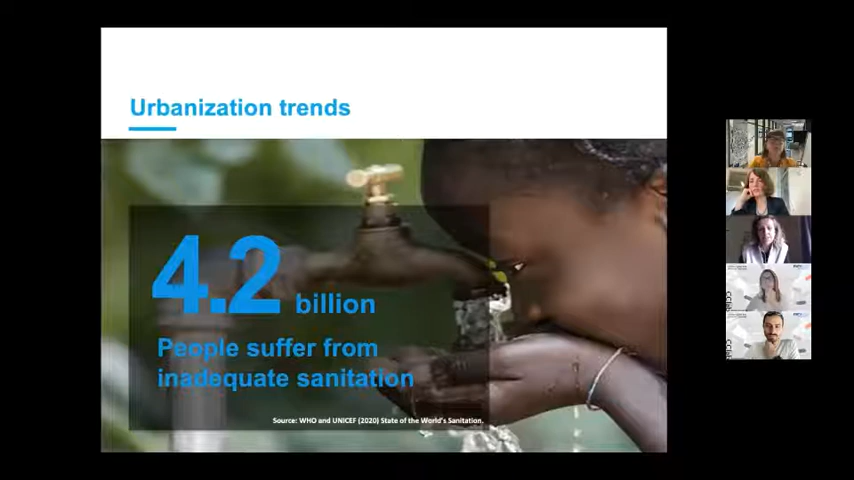 Urbanization trends
4.2 billion
People suffer from
inadequate sanitation
Source: WHO and UNICEF (2020) State of the World's Sanitation.